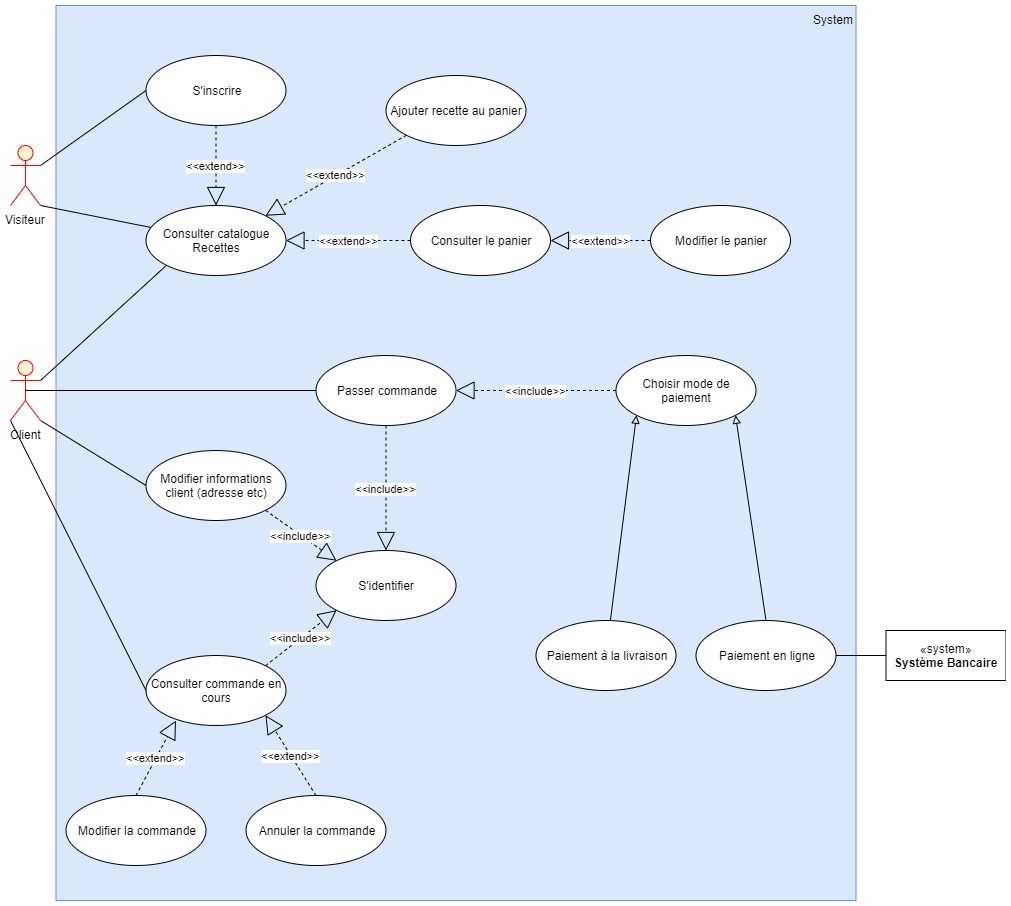 System
S'inscrire
Ajouter recette au panier
<<extend>>
<<extend>>
Visiteur
Consulter catalogue
Recettes
<<extend>>
Consulter le panier
<<extend>>
Modifier le panier
Client
Passer commande
<<include>>
Choisir mode de
paiement
Modifier informations
client (adresse etc)
<<include>>
<<include>>
S'identifier
<<include>>
Consulter commande en
cours
Paiement à la livraison
Paiement en ligne
«system»
Système Bancaire
<<extend>>
<<extend>>
Modifier la commande
Annuler la commande